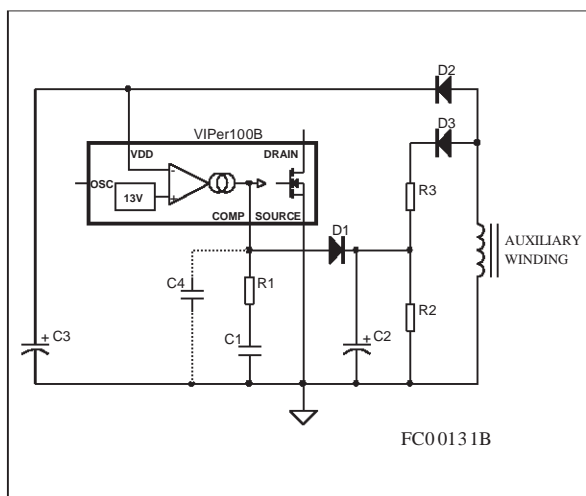 D2
D3
VIPer100B
VDD
DRAIN
OSC
-
13V
+
COMP
SOURCE
R3
D1
AUXILIARY
WINDING
C4
R1
R2
+
C3
C1
+
C2
FC00131B